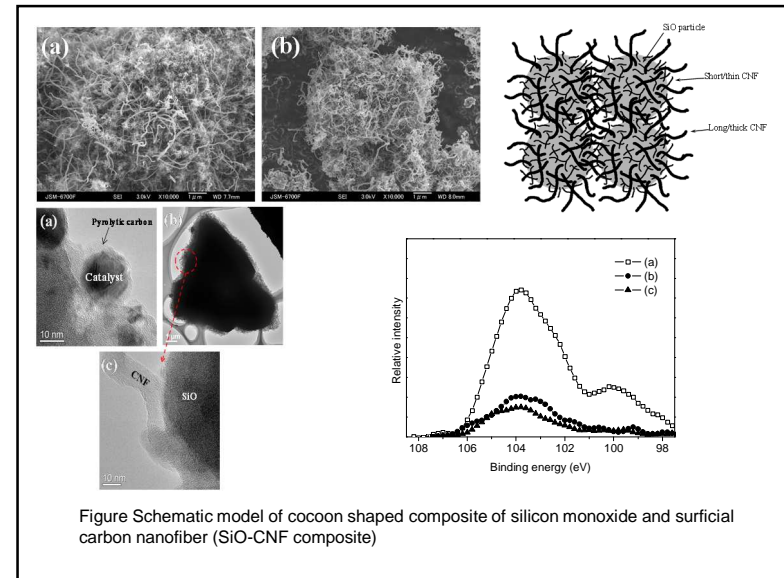 (a)
JSM-6700F SEI 3.0kV X10,000 1μm WD 7.7mm
(b)
JSM-6700F SEI 3.0kV X10,000 1μm WD 8.0mm
SiO particle
Short/thin CNF
Long/thick CNF
(a)
Pyrolytic carbon
Catalyst
10 nm
(b)
(c)
CNF
SiO
10 nm
(a)
(b)
(c)
Relative intensity
108 106 104 102 100 98
Binding energy (eV)
Figure Schematic model of cocoon shaped composite of silicon monoxide and surficial
carbon nanofiber (SiO-CNF composite)